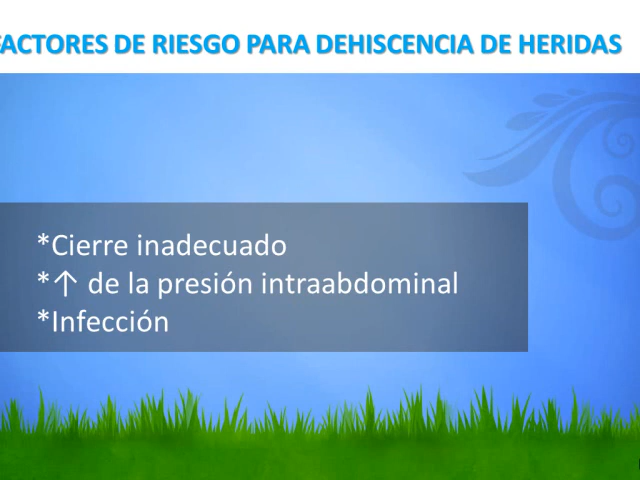 FACTORES DE RIESGO PARA DEHISCENCIA DE HERIDAS
*Cierre inadecuado
*↑ de la presión intraabdominal
*Infección